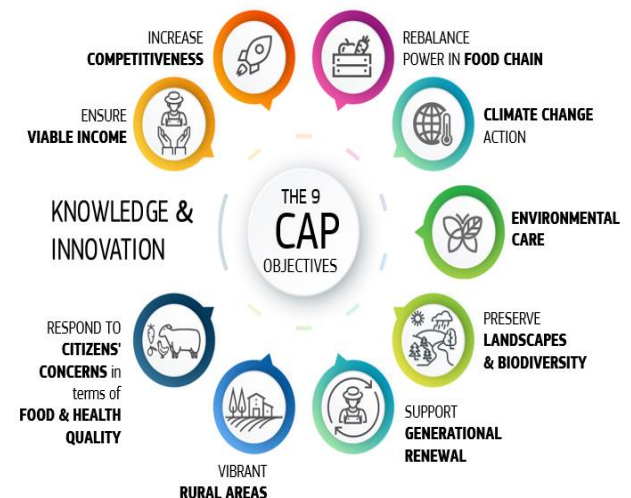 INCREASE
COMPETITIVENESS
REBALANCE
POWER IN FOOD CHAIN
ENSURE
VIABLE INCOME
CLIMATE CHANGE
ACTION
KNOWLEDGE &
INNOVATION
THE 9
CAP
OBJECTIVES
ENVIRONMENTAL
CARE
RESPOND TO
CITIZENS'
CONCERNS in
terms of
FOOD & HEALTH
QUALITY
PRESERVE
LANDSCAPES
& BIODIVERSITY
SUPPORT
GENERATIONAL
RENEWAL
VIBRANT
RURAL AREAS